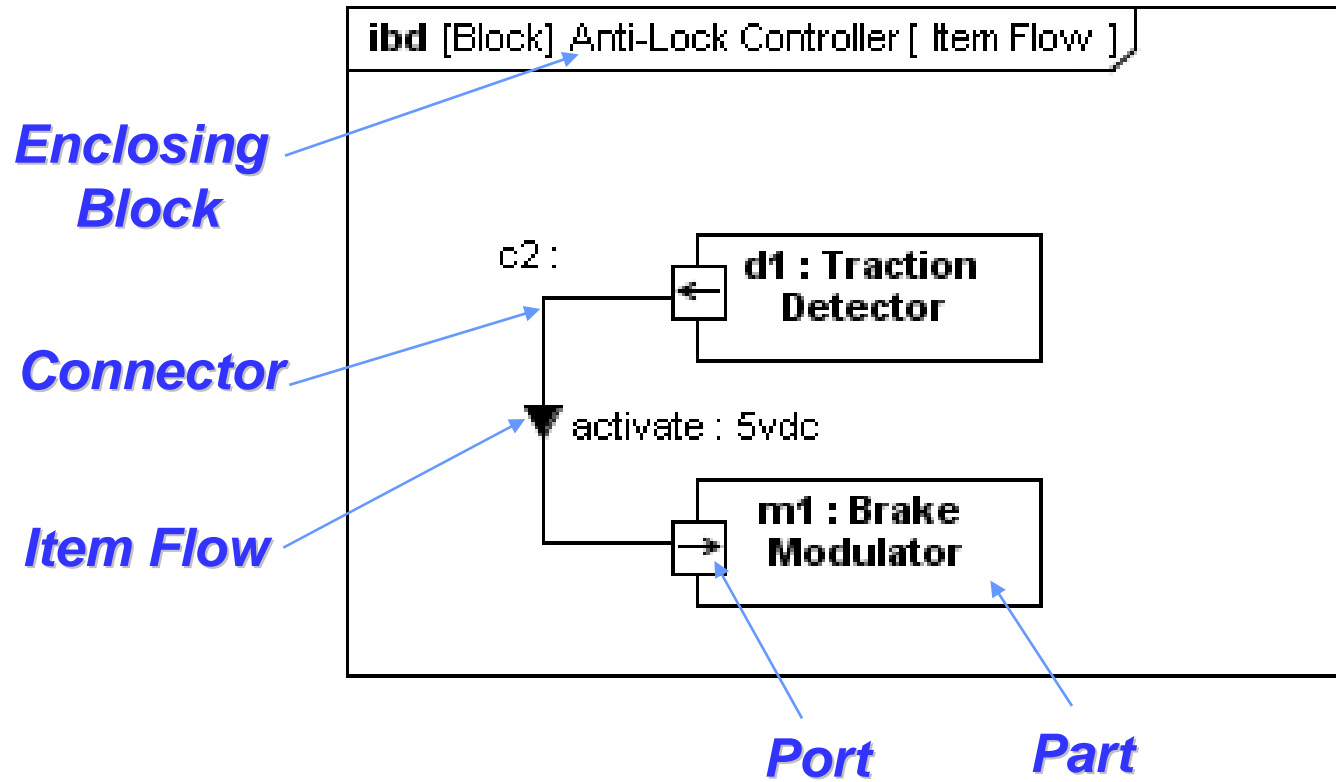 ibd [Block] Anti-Lock Controller [ Item Flow ]
Enclosing
Block
c2 :
d1 : Traction
Detector
Connector
activate : 5vdc
m1 : Brake
Modulator
Item Flow
Port
Part